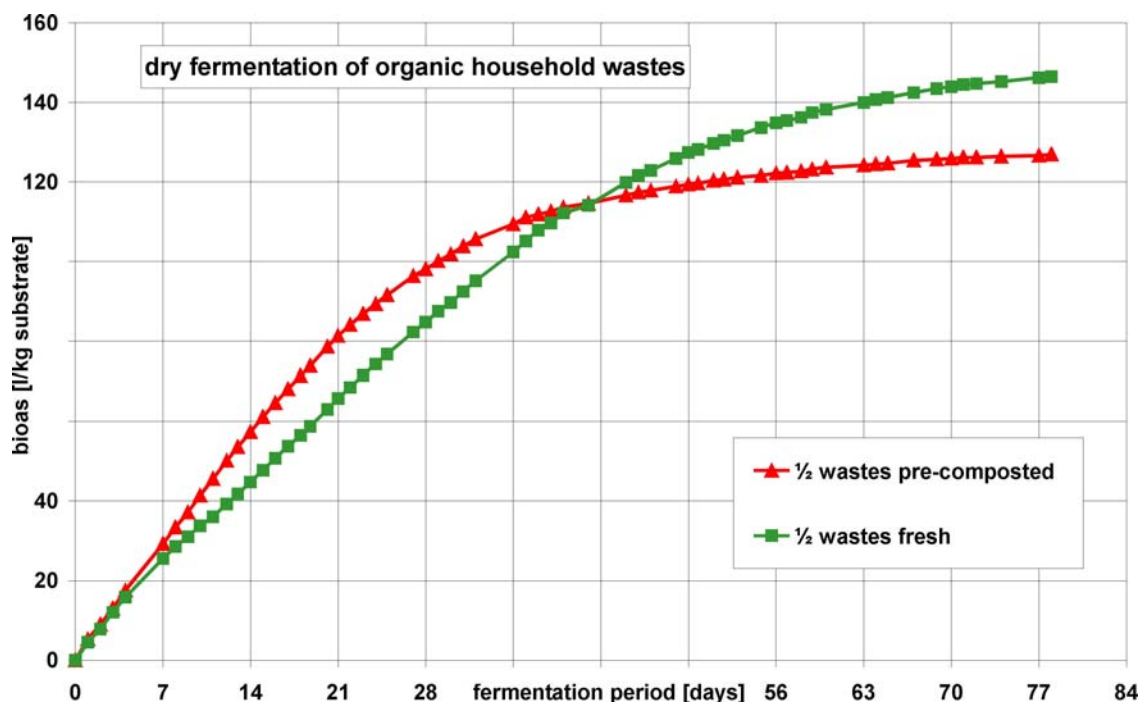 160
dry fermentation of organic household wastes
140
120
bioas [l/kg substrate]
½ wastes pre-composted
40
½ wastes fresh
20
0
0 7 14 21 28 fermentation period [days] 56 63 70 77 84